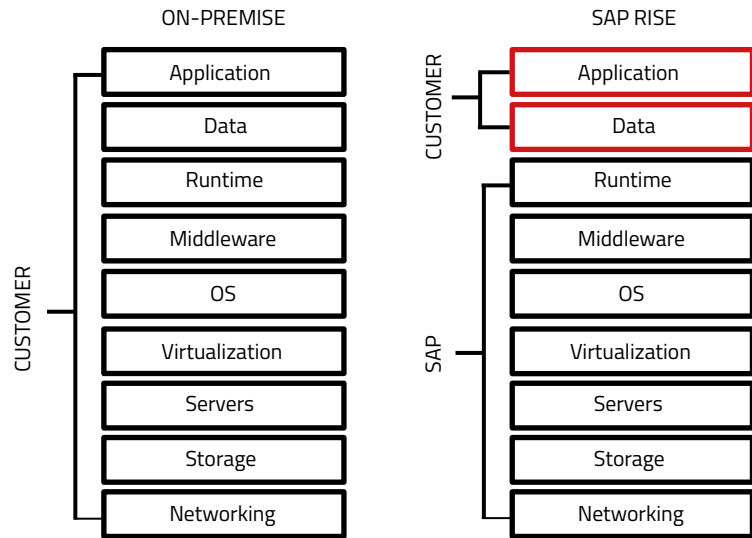 ON-PREMISE
CUSTOMER
Application
Data
Runtime
Middleware
OS
Virtualization
Servers
Storage
Networking
SAP RISE
CUSTOMER
Application
Data
SAP
Runtime
Middleware
OS
Virtualization
Servers
Storage
Networking